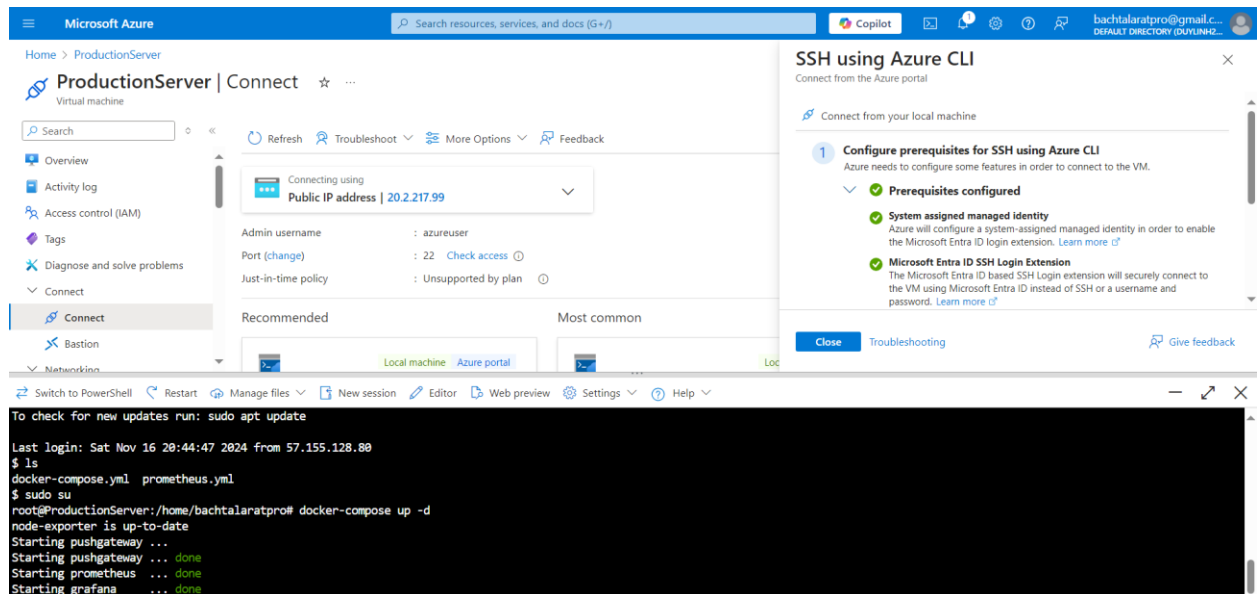 Microsoft Azure
Search resources, services, and docs (G+/)
Copilot
1
bachtalaratpro@gmail.c...
DEFAULT DIRECTORY (DUYLINH2...
Home > ProductionServer
ProductionServer | Connect
Virtual machine
Search
Overview
Activity log
Access control (IAM)
Tags
Diagnose and solve problems
Connect
Connect
Bastion
Networking
Refresh
Troubleshoot
More Options
Feedback
Connecting using
Public IP address | 20.2.217.99
Admin username : azureuser
Port (change) : 22 Check access
Just-in-time policy : Unsupported by plan
Recommended
Most common
Local machine Azure portal
Loc
SSH using Azure CLI
Connect from the Azure portal
Connect from your local machine
1 Configure prerequisites for SSH using Azure CLI
Azure needs to configure some features in order to connect to the VM.
Prerequisites configured
System assigned managed identity
Azure will configure a system-assigned managed identity in order to enable
the Microsoft Entra ID login extension. Learn more
Microsoft Entra ID SSH Login Extension
The Microsoft Entra ID based SSH Login extension will securely connect to
the VM using Microsoft Entra ID instead of SSH or a username and
password. Learn more
Close Troubleshooting Give feedback
Switch to PowerShell Restart Manage files New session Editor Web preview Settings Help
To check for new updates run: sudo apt update
Last login: Sat Nov 16 20:44:47 2024 from 57.155.128.80
$ ls
docker-compose.yml  prometheus.yml
$ sudo su
root@ProductionServer:/home/bachtalaratpro# docker-compose up -d
node-exporter is up-to-date
Starting pushgateway ...
Starting pushgateway ... done
Starting prometheus  ... done
Starting grafana     ... done